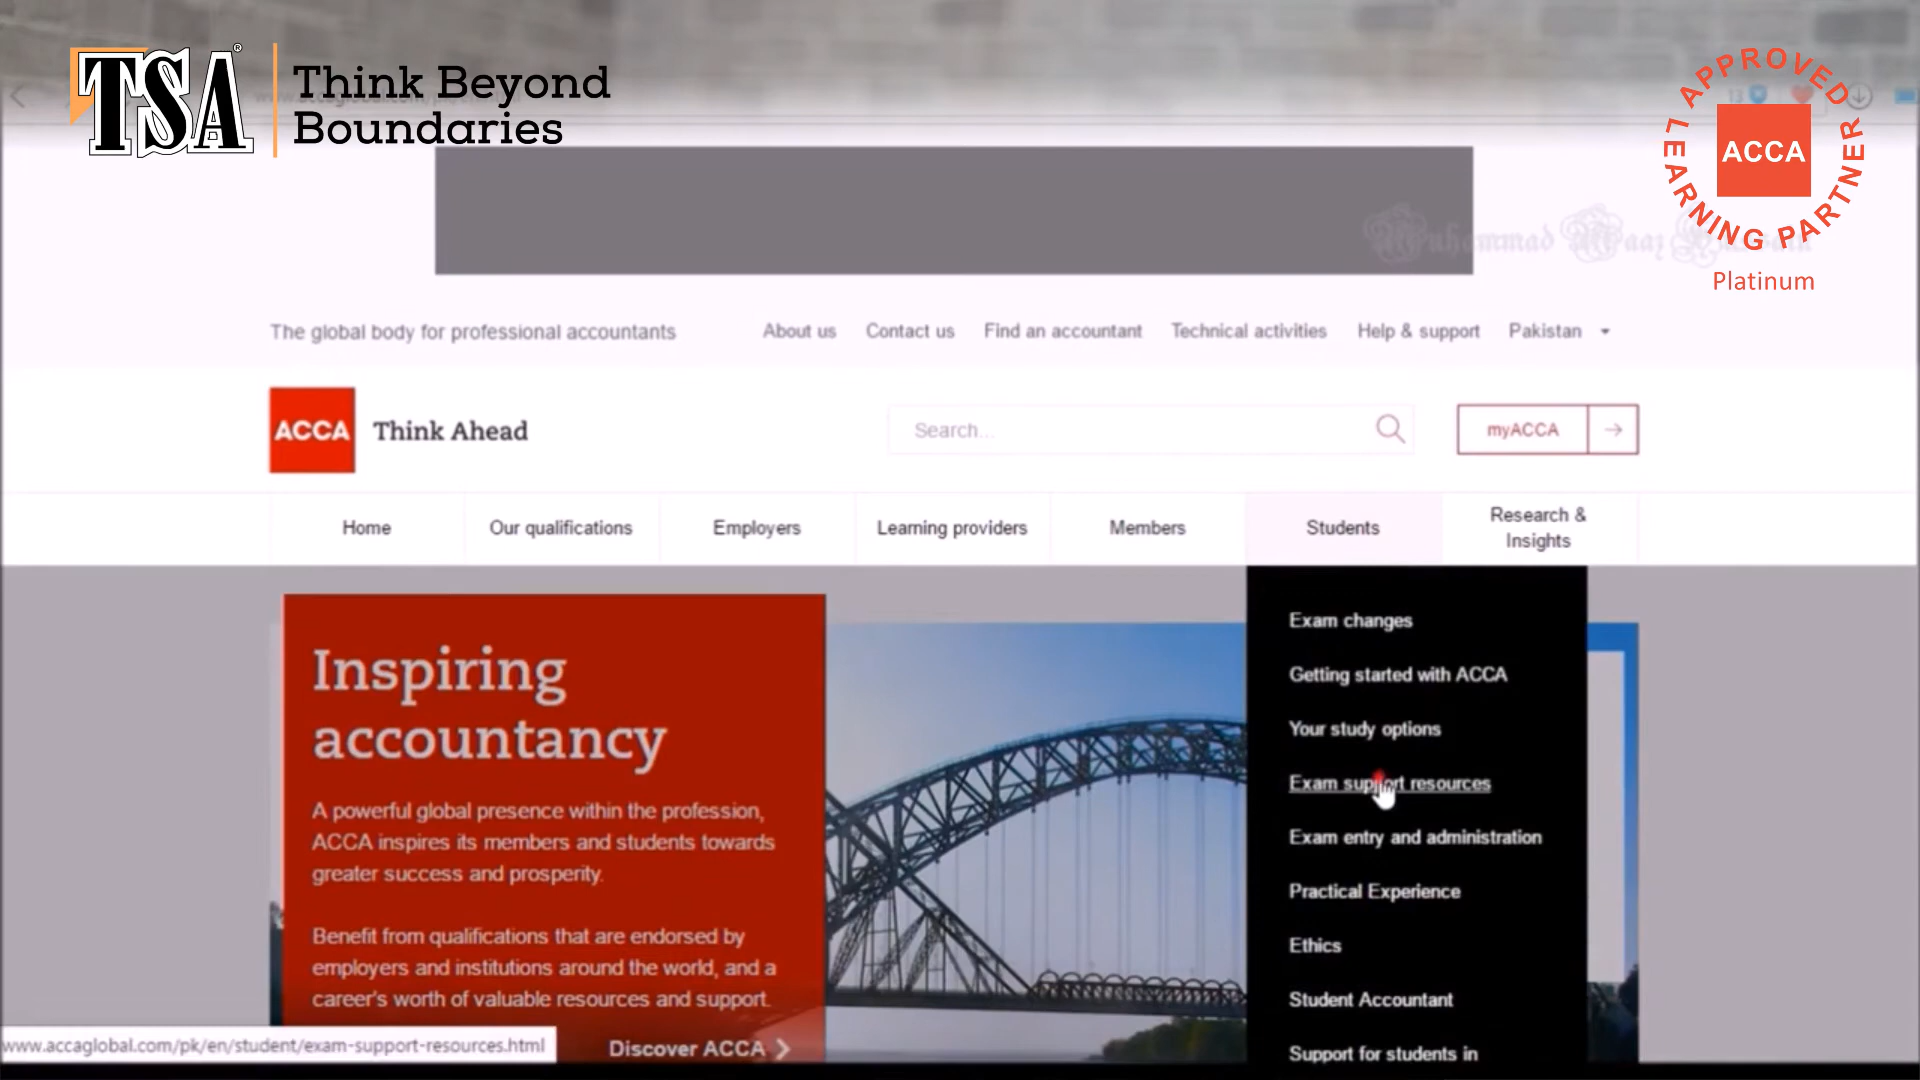 TSA®
Think Beyond
Boundaries
APPROVED
LEARNING PARTNER
ACCA
Platinum
13
Muhammad
The global body for professional accountants
About us
Contact us
Find an accountant
Technical activities
Help & support
Pakistan
ACCA
Think Ahead
Search...
myACCA
Home
Our qualifications
Employers
Learning providers
Members
Students
Research &
Insights
Inspiring
accountancy
A powerful global presence within the profession,
ACCA inspires its members and students towards
greater success and prosperity.
Benefit from qualifications that are endorsed by
employers and institutions around the world, and a
career's worth of valuable resources and support.
Discover ACCA
Exam changes
Getting started with ACCA
Your study options
Exam support resources
Exam entry and administration
Practical Experience
Ethics
Student Accountant
Support for students in
www.accaglobal.com/pk/en/student/exam-support-resources.html